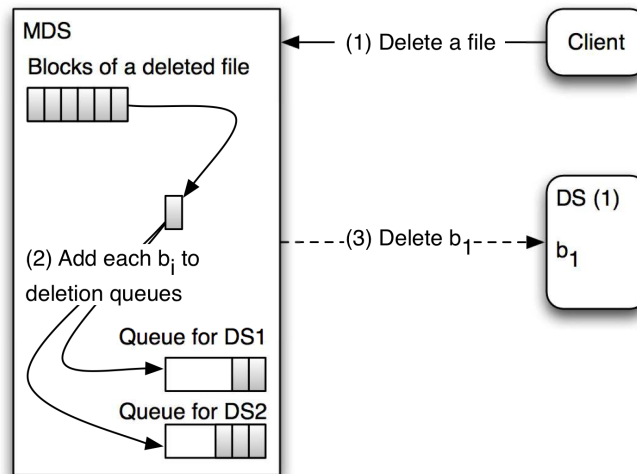 MDS
(1) Delete a file
Client
Blocks of a deleted file
DS (1)
(3) Delete b1
b1
(2) Add each bi to
deletion queues
Queue for DS1
Queue for DS2